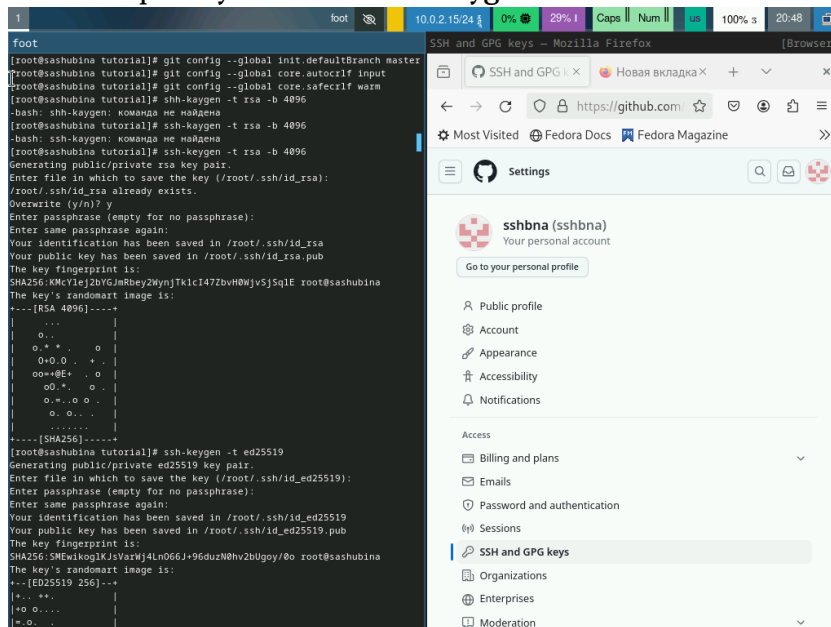 1
foot
10.0.2.15/24
0%
29%
Caps
Num
us
100%
20:48
foot
[root@sashubina tutorial]# git config --global init.defaultBranch master
[root@sashubina tutorial]# git config --global core.autocrlf input
[root@sashubina tutorial]# git config --global core.safecrlf warm
[root@sashubina tutorial]# shh-kaygen -t rsa -b 4096
-bash: shh-kaygen: команда не найдена
[root@sashubina tutorial]# ssh-kaygen -t rsa -b 4096
-bash: ssh-kaygen: команда не найдена
[root@sashubina tutorial]# ssh-keygen -t rsa -b 4096
Generating public/private rsa key pair.
Enter file in which to save the key (/root/.ssh/id_rsa):
/root/.ssh/id_rsa already exists.
Overwrite (y/n)? y
Enter passphrase (empty for no passphrase):
Enter same passphrase again:
Your identification has been saved in /root/.ssh/id_rsa
Your public key has been saved in /root/.ssh/id_rsa.pub
The key fingerprint is:
SHA256:KMcY1ej2bYGJmRbey2WynjTk1cI47ZbvH0WjvSjSq1E root@sashubina
The key's randomart image is:
+---[RSA 4096]----+
|    ...          |
|   o..           |
|  o.* * .    o   |
|   O+O.O .  + .  |
|  oo=+@E+  . o   |
|    oO.*.   o .  |
|    o.=..o o .   |
|     o. o.. .    |
|     .......     |
+----[SHA256]-----+
[root@sashubina tutorial]# ssh-keygen -t ed25519
Generating public/private ed25519 key pair.
Enter file in which to save the key (/root/.ssh/id_ed25519):
Enter passphrase (empty for no passphrase):
Enter same passphrase again:
Your identification has been saved in /root/.ssh/id_ed25519
Your public key has been saved in /root/.ssh/id_ed25519.pub
The key fingerprint is:
SHA256:SMEwikoglKJsVarWj4LnO66J+96duzN0hv2bUgoy/0o root@sashubina
The key's randomart image is:
+--[ED25519 256]--+
|+.. ++.          |
|+o o....         |
|=.o.  .          |
SSH and GPG keys — Mozilla Firefox
[Browser
SSH and GPG k
Новая вкладка
https://github.com
Most Visited
Fedora Docs
Fedora Magazine
Settings
sshbna (sshbna)
Your personal account
Go to your personal profile
Public profile
Account
Appearance
Accessibility
Notifications
Access
Billing and plans
Emails
Password and authentication
Sessions
SSH and GPG keys
Organizations
Enterprises
Moderation